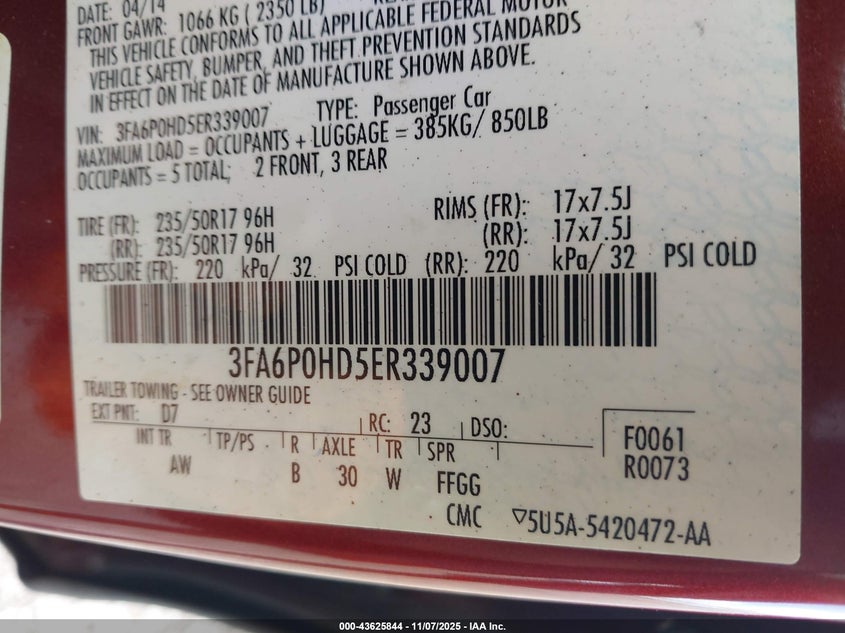 DATE: 04/14
FRONT GAWR: 1066 KG ( 2350 LB)
THIS VEHICLE CONFORMS TO ALL APPLICABLE FEDERAL MOTOR
VEHICLE SAFETY, BUMPER, AND THEFT PREVENTION STANDARDS
IN EFFECT ON THE DATE OF MANUFACTURE SHOWN ABOVE.
VIN: 3FA6P0HD5ER339007 TYPE: Passenger Car
MAXIMUM LOAD = OCCUPANTS + LUGGAGE = 385KG/ 850LB
OCCUPANTS = 5 TOTAL; 2 FRONT, 3 REAR
TIRE (FR): 235/50R17 96H RIMS (FR): 17x7.5J
(RR): 235/50R17 96H (RR): 17x7.5J
PRESSURE (FR): 220 kPa/ 32 PSI COLD (RR): 220 kPa/ 32 PSI COLD
3FA6P0HD5ER339007
TRAILER TOWING - SEE OWNER GUIDE
EXT PNT: D7 RC: 23 DSO:
INT TR TP/PS R AXLE TR SPR
AW B 30 W FFGG
F0061
R0073
CMC ▽5U5A-5420472-AA
000-43625844 - 11/07/2025 - IAA Inc.